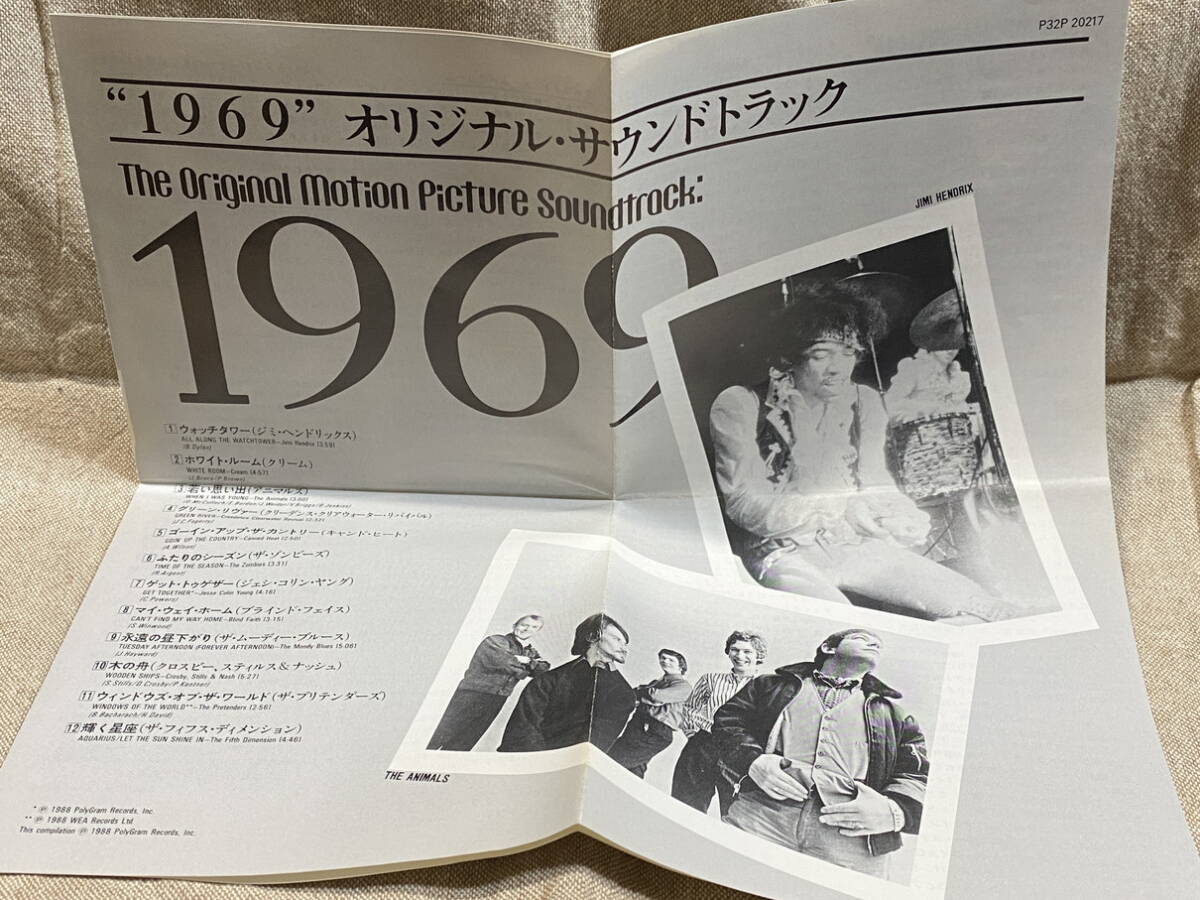 P32P 20217
“1969” オリジナル・サウンドトラック
The Original Motion Picture Soundtrack:
1969
JIMI HENDRIX
1 ウォッチタワー(ジミ・ヘンドリックス)
ALL ALONG THE WATCHTOWER—Jimi Hendrix (3:59)
(B.Dylan)
2 ホワイト・ルーム(クリーム)
WHITE ROOM—Cream (4:57)
(J.Bruce/P.Brown)
3 若い思い出(アニマルズ)
WHEN I WAS YOUNG—The Animals (3:00)
4 グリーン・リヴァー(クリーデンス・クリアウォーター・リバイバル)
GREEN RIVER—Creedence Clearwater Revival (2:32)
(J.C.Fogerty)
5 ゴーイン・アップ・ザ・カントリー(キャンド・ヒート)
GOIN' UP THE COUNTRY—Canned Heat (2:50)
(A.Wilson)
6 ふたりのシーズン(ザ・ゾンビーズ)
TIME OF THE SEASON—The Zombies (3:31)
(R.Argent)
7 ゲット・トゥゲザー(ジェシ・コリン・ヤング)
GET TOGETHER*—Jesse Colin Young (4:16)
(C.Powers)
8 マイ・ウェイ・ホーム(ブラインド・フェイス)
CAN'T FIND MY WAY HOME—Blind Faith (3:15)
(S.Winwood)
9 永遠の昼下がり(ザ・ムーディー・ブルース)
TUESDAY AFTERNOON (FOREVER AFTERNOON)—The Moody Blues (5:06)
(J.Hayward)
10 木の舟(クロスビー、スティルス&ナッシュ)
WOODEN SHIPS—Crosby, Stills & Nash (5:27)
(S.Stills/D.Crosby/P.Kantner)
11 ウィンドウズ・オブ・ザ・ワールド(ザ・プリテンダーズ)
WINDOWS OF THE WORLD**—The Pretenders (2:56)
(B.Bacharach/H.David)
12 輝く星座(ザ・フィフス・ディメンション)
AQUARIUS/LET THE SUN SHINE IN—The Fifth Dimension (4:46)
THE ANIMALS
* ℗ 1988 PolyGram Records, Inc.
** ℗ 1988 WEA Records Ltd.
This compilation ℗ 1988 PolyGram Records, Inc.